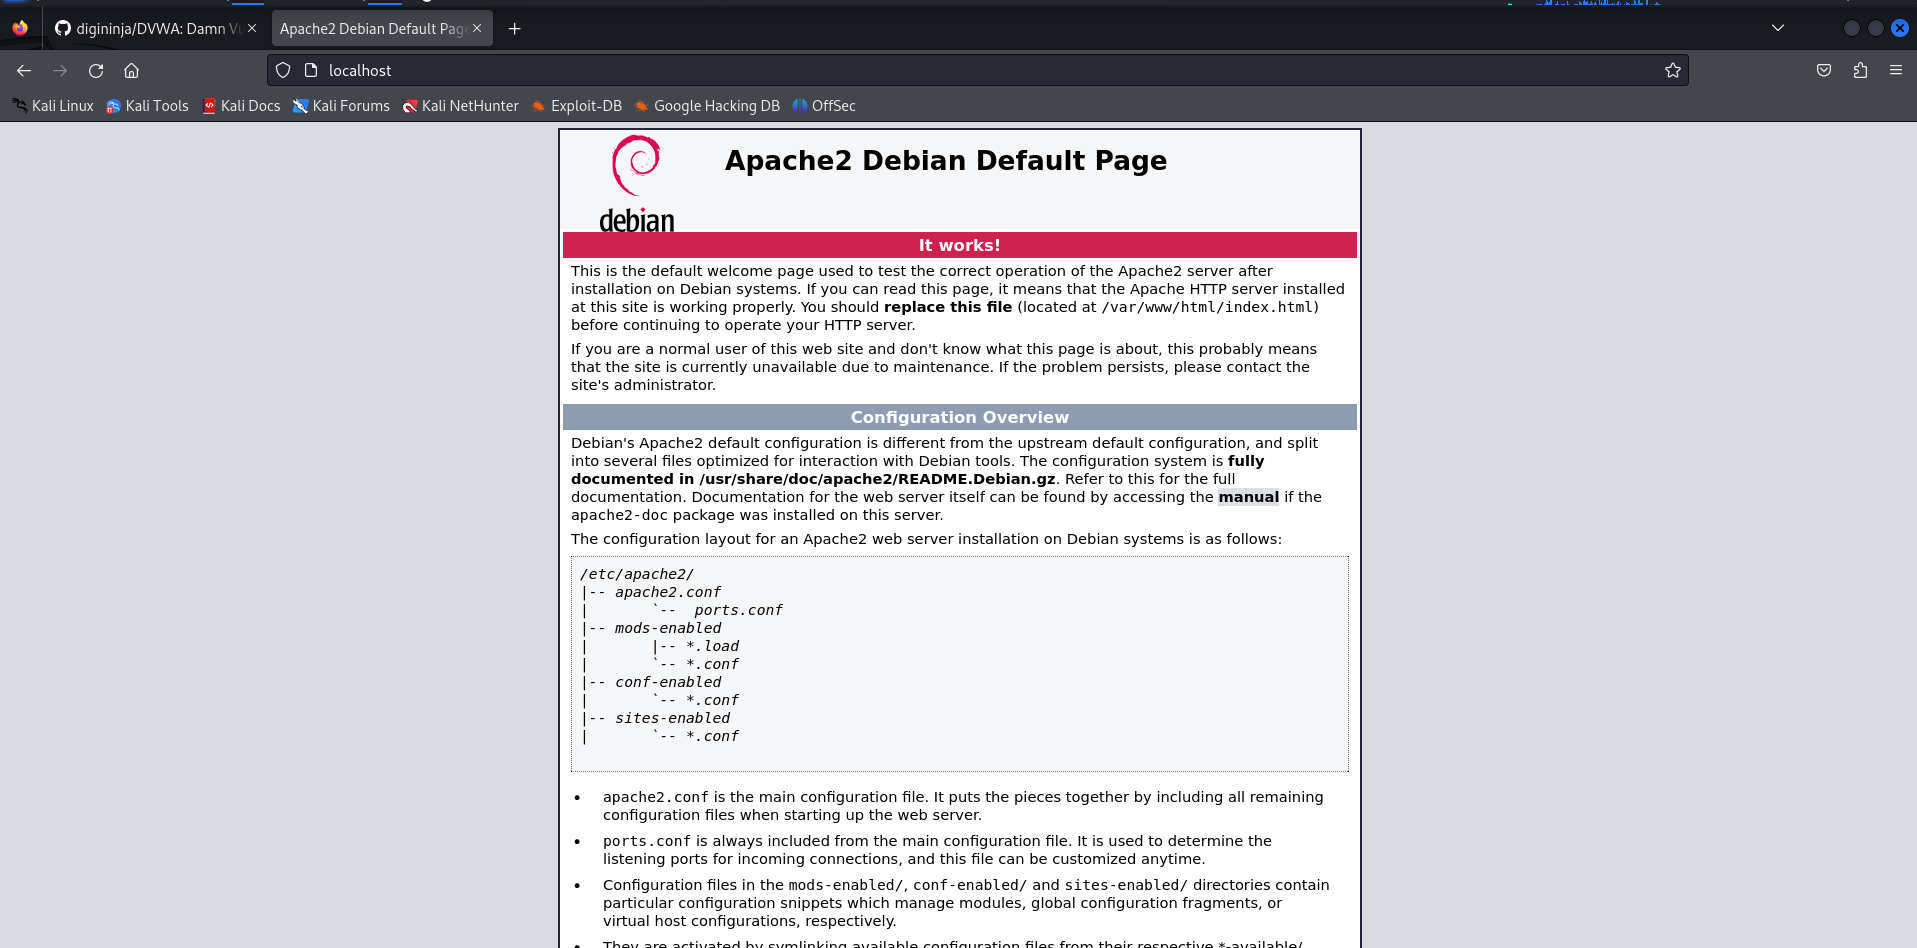 digininja/DVWA: Damn Vu
Apache2 Debian Default Page
localhost
Kali Linux Kali Tools Kali Docs Kali Forums Kali NetHunter Exploit-DB Google Hacking DB OffSec
debian
Apache2 Debian Default Page
It works!
This is the default welcome page used to test the correct operation of the Apache2 server after
installation on Debian systems. If you can read this page, it means that the Apache HTTP server installed
at this site is working properly. You should replace this file (located at /var/www/html/index.html)
before continuing to operate your HTTP server.
If you are a normal user of this web site and don't know what this page is about, this probably means
that the site is currently unavailable due to maintenance. If the problem persists, please contact the
site's administrator.
Configuration Overview
Debian's Apache2 default configuration is different from the upstream default configuration, and split
into several files optimized for interaction with Debian tools. The configuration system is fully
documented in /usr/share/doc/apache2/README.Debian.gz. Refer to this for the full
documentation. Documentation for the web server itself can be found by accessing the manual if the
apache2-doc package was installed on this server.
The configuration layout for an Apache2 web server installation on Debian systems is as follows:
/etc/apache2/
|-- apache2.conf
|       `--  ports.conf
|-- mods-enabled
|       |-- *.load
|       `-- *.conf
|-- conf-enabled
|       `-- *.conf
|-- sites-enabled
|       `-- *.conf
• apache2.conf is the main configuration file. It puts the pieces together by including all remaining
configuration files when starting up the web server.
• ports.conf is always included from the main configuration file. It is used to determine the
listening ports for incoming connections, and this file can be customized anytime.
• Configuration files in the mods-enabled/, conf-enabled/ and sites-enabled/ directories contain
particular configuration snippets which manage modules, global configuration fragments, or
virtual host configurations, respectively.
• They are activated by symlinking available configuration files from their respective *-available/